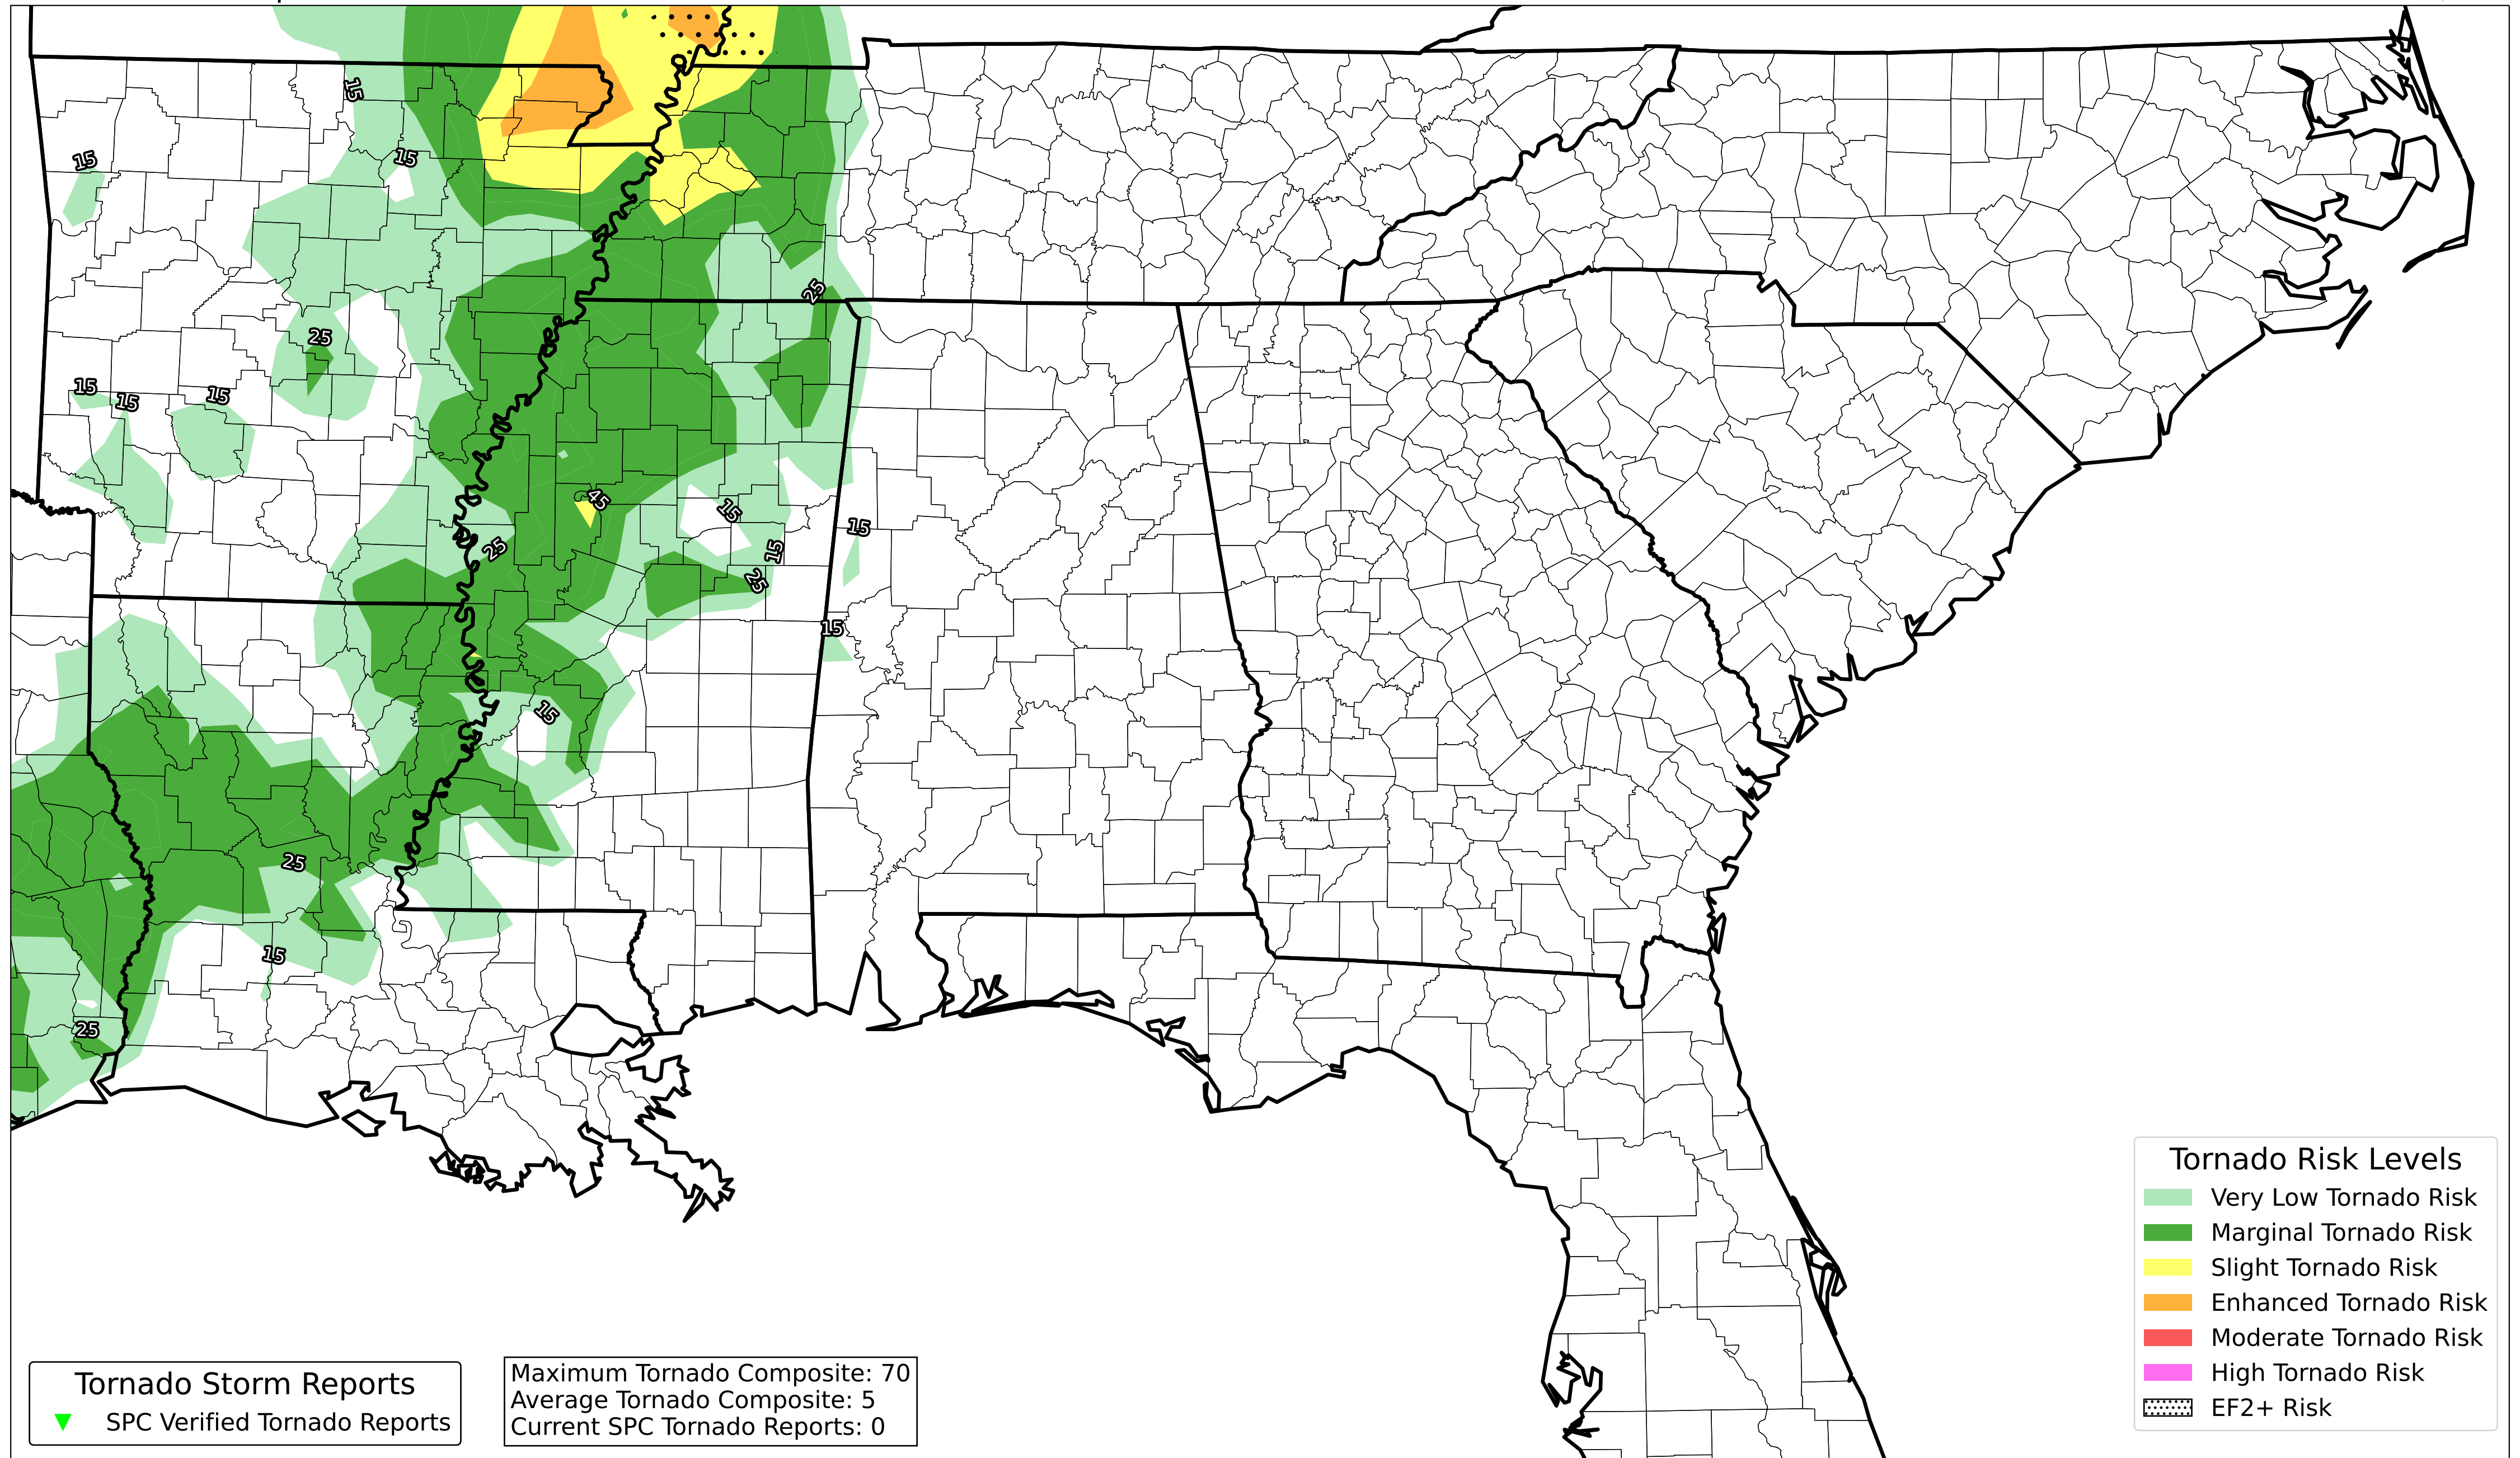 15
15
15
25
25
15
15
15
45
15
15
25
15
25
15
15
25
15
25
Tornado Risk Levels
Very Low Tornado Risk
Marginal Tornado Risk
Slight Tornado Risk
Enhanced Tornado Risk
Moderate Tornado Risk
High Tornado Risk
EF2+ Risk
Tornado Storm Reports
SPC Verified Tornado Reports
Maximum Tornado Composite: 70
Average Tornado Composite: 5
Current SPC Tornado Reports: 0